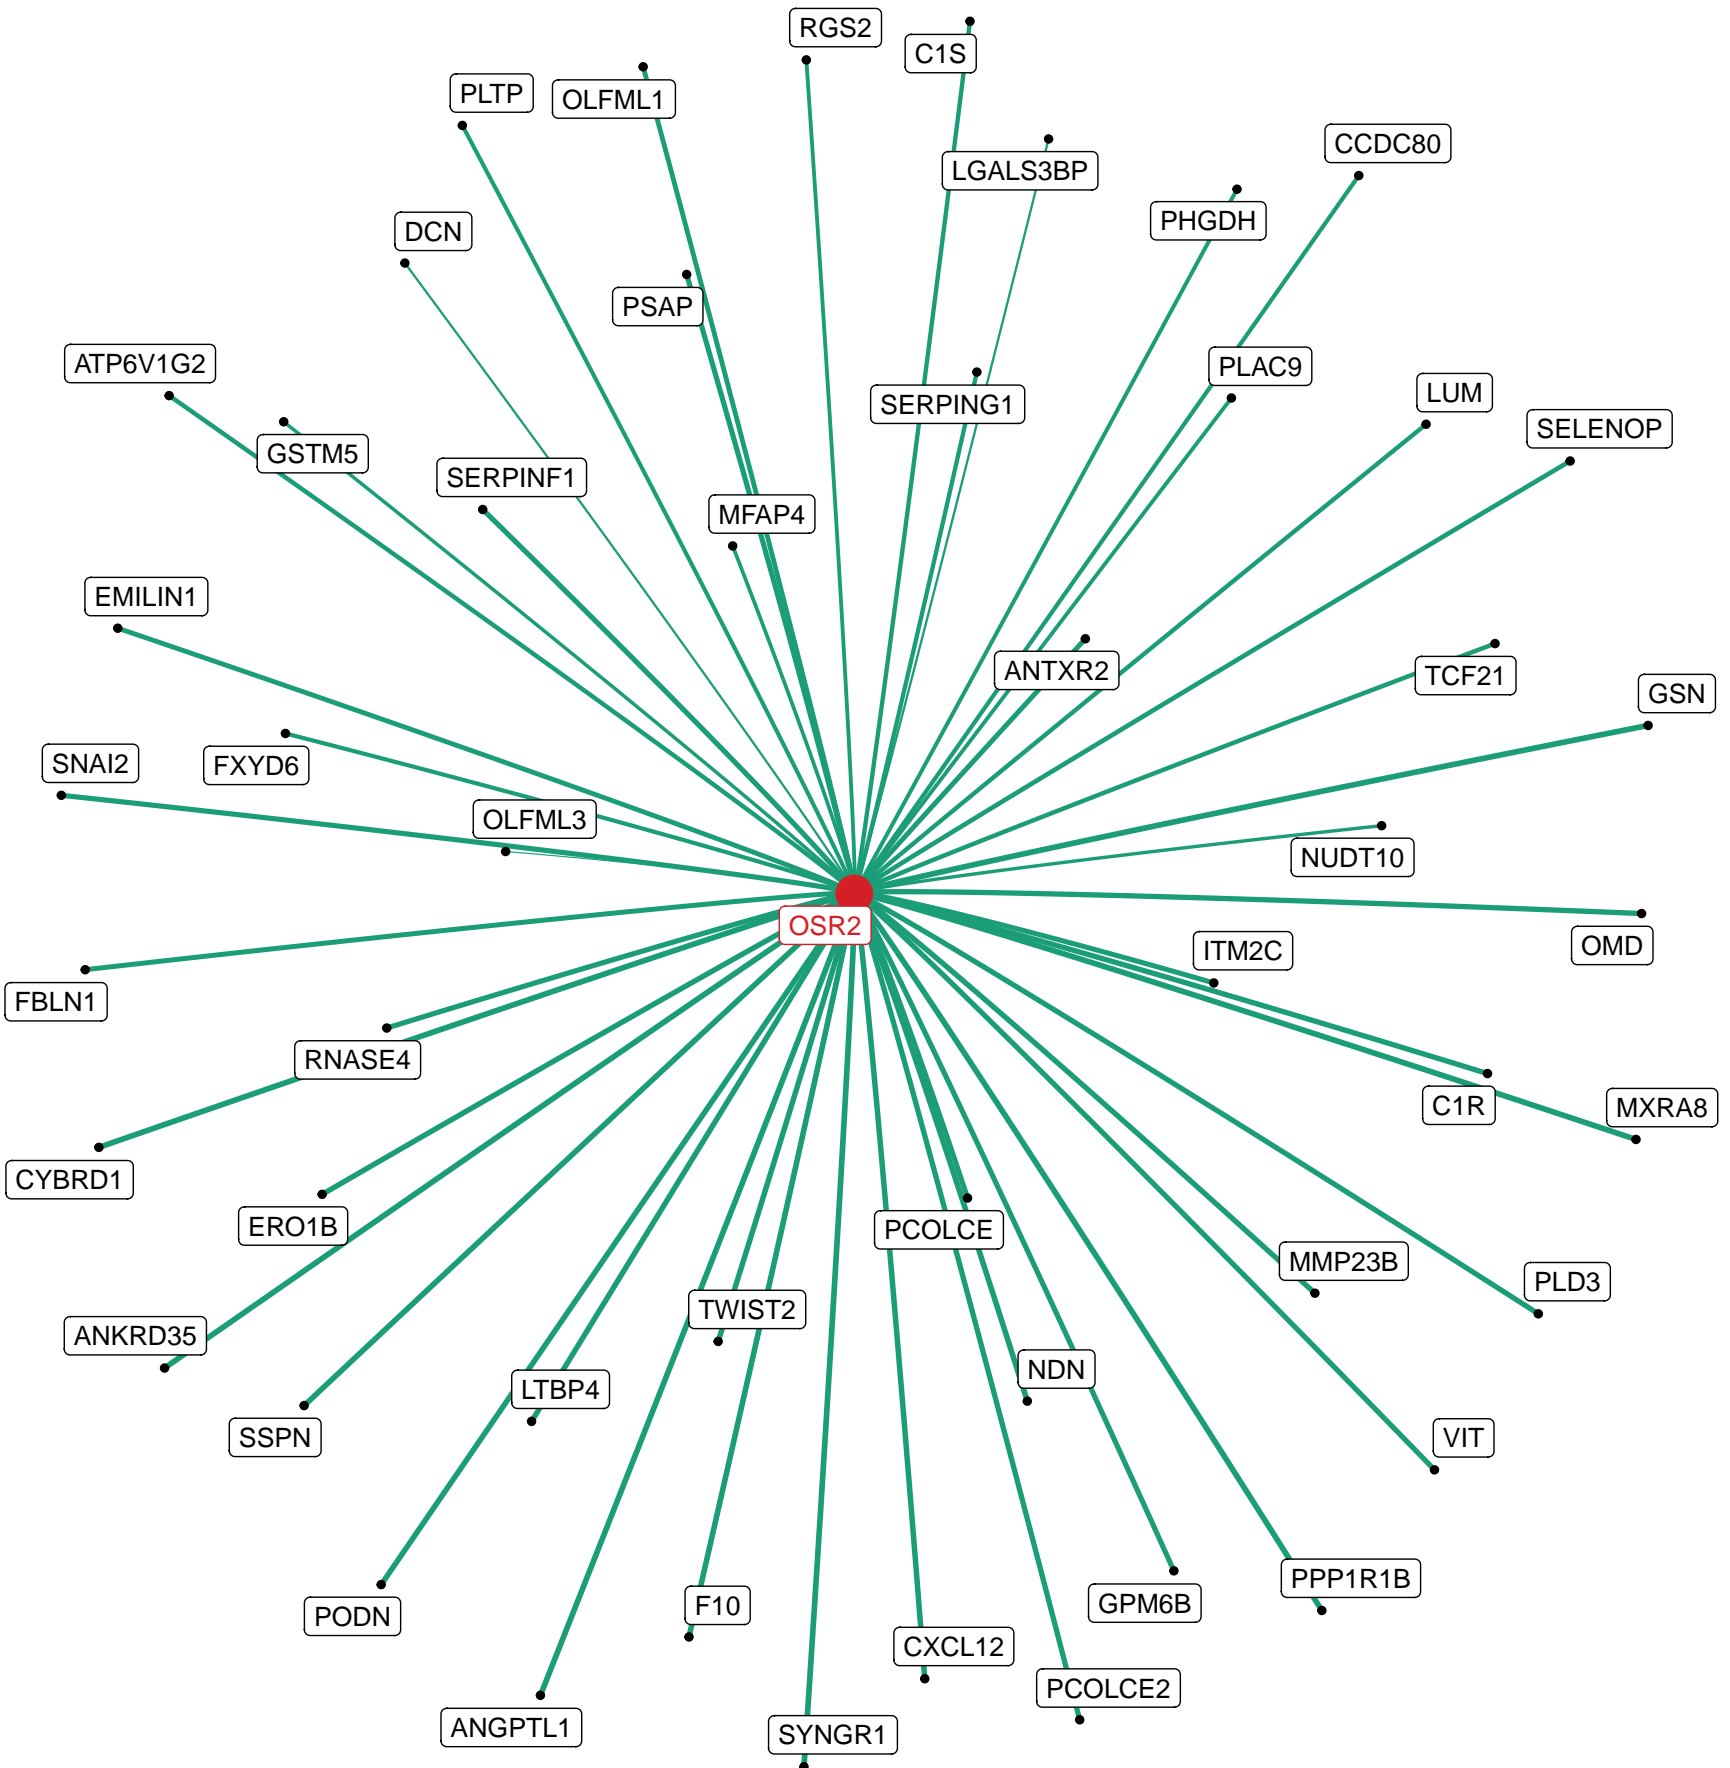 RGS2
C1S
PLTP
OLFML1
CCDC80
LGALS3BP
PHGDH
DCN
PSAP
ATP6V1G2
PLAC9
LUM
SERPING1
SELENOP
GSTM5
SERPINF1
MFAP4
EMILIN1
ANTXR2
TCF21
GSN
SNAI2
FXYD6
OLFML3
NUDT10
OSR2
OMD
ITM2C
FBLN1
RNASE4
C1R
MXRA8
CYBRD1
ERO1B
PCOLCE
MMP23B
PLD3
TWIST2
ANKRD35
NDN
LTBP4
SSPN
VIT
PPP1R1B
GPM6B
F10
PODN
CXCL12
PCOLCE2
ANGPTL1
SYNGR1